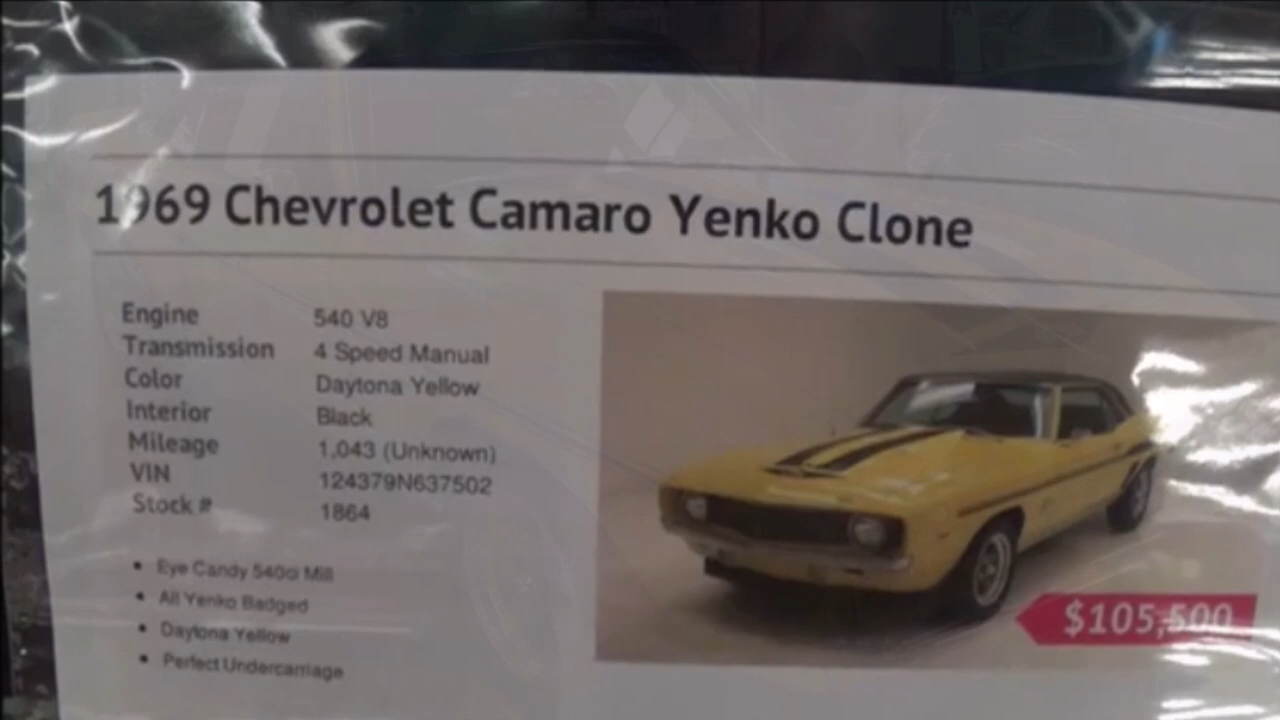 1969 Chevrolet Camaro Yenko Clone
Engine 540 V8
Transmission 4 Speed Manual
Color Daytona Yellow
Interior Black
Mileage 1,043 (Unknown)
VIN 124379N637502
Stock # 1864
• Eye Candy 540ci Mill
• All Yenko Badged
• Daytona Yellow
• Perfect Undercarriage
$105,500